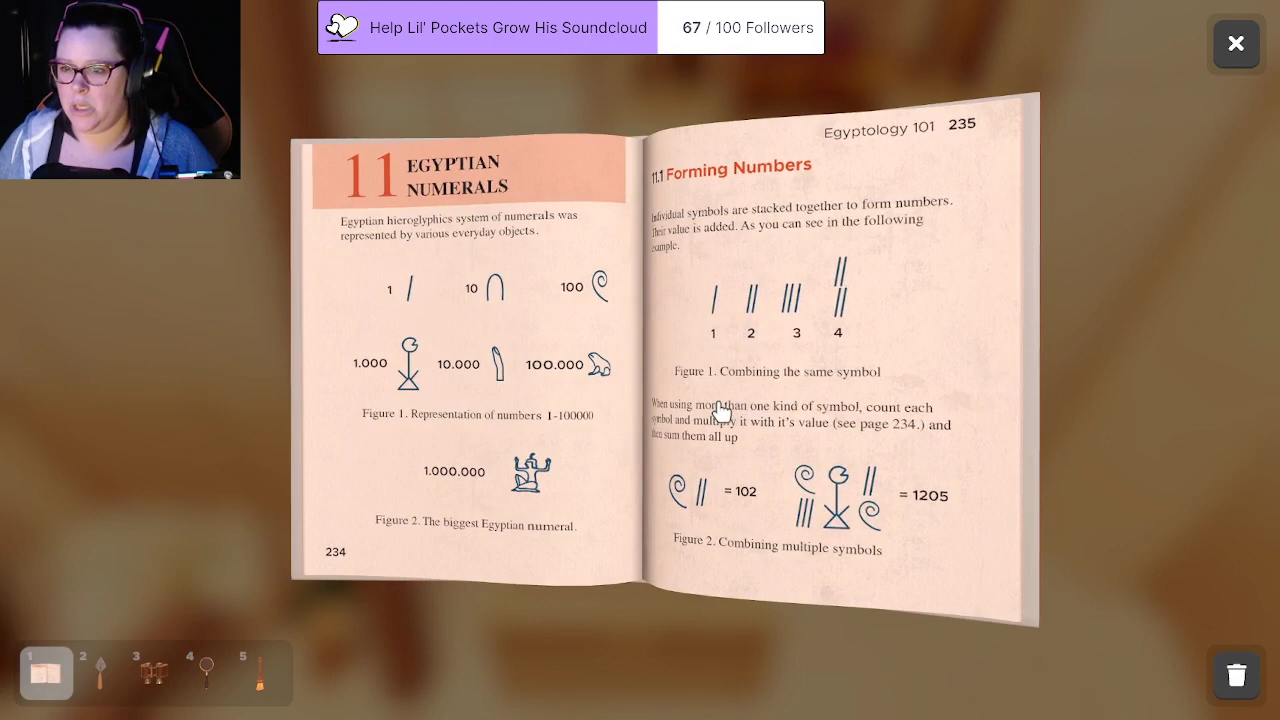 Help Lil' Pockets Grow His Soundcloud 67 / 100 Followers
11 EGYPTIAN
NUMERALS
Egyptian hieroglyphics system of numerals was
represented by various everyday objects.
1 10 100
1.000 10.000 100.000
Figure 1. Representation of numbers 1-100000
1.000.000
Figure 2. The biggest Egyptian numeral.
234
Egyptology 101 235
11.1 Forming Numbers
Individual symbols are stacked together to form numbers.
Their value is added. As you can see in the following
example.
1 2 3 4
Figure 1. Combining the same symbol
When using more than one kind of symbol, count each
symbol and multiply it with it's value (see page 234.) and
then sum them all up
= 102 = 1205
Figure 2. Combining multiple symbols
1 2 3 4 5